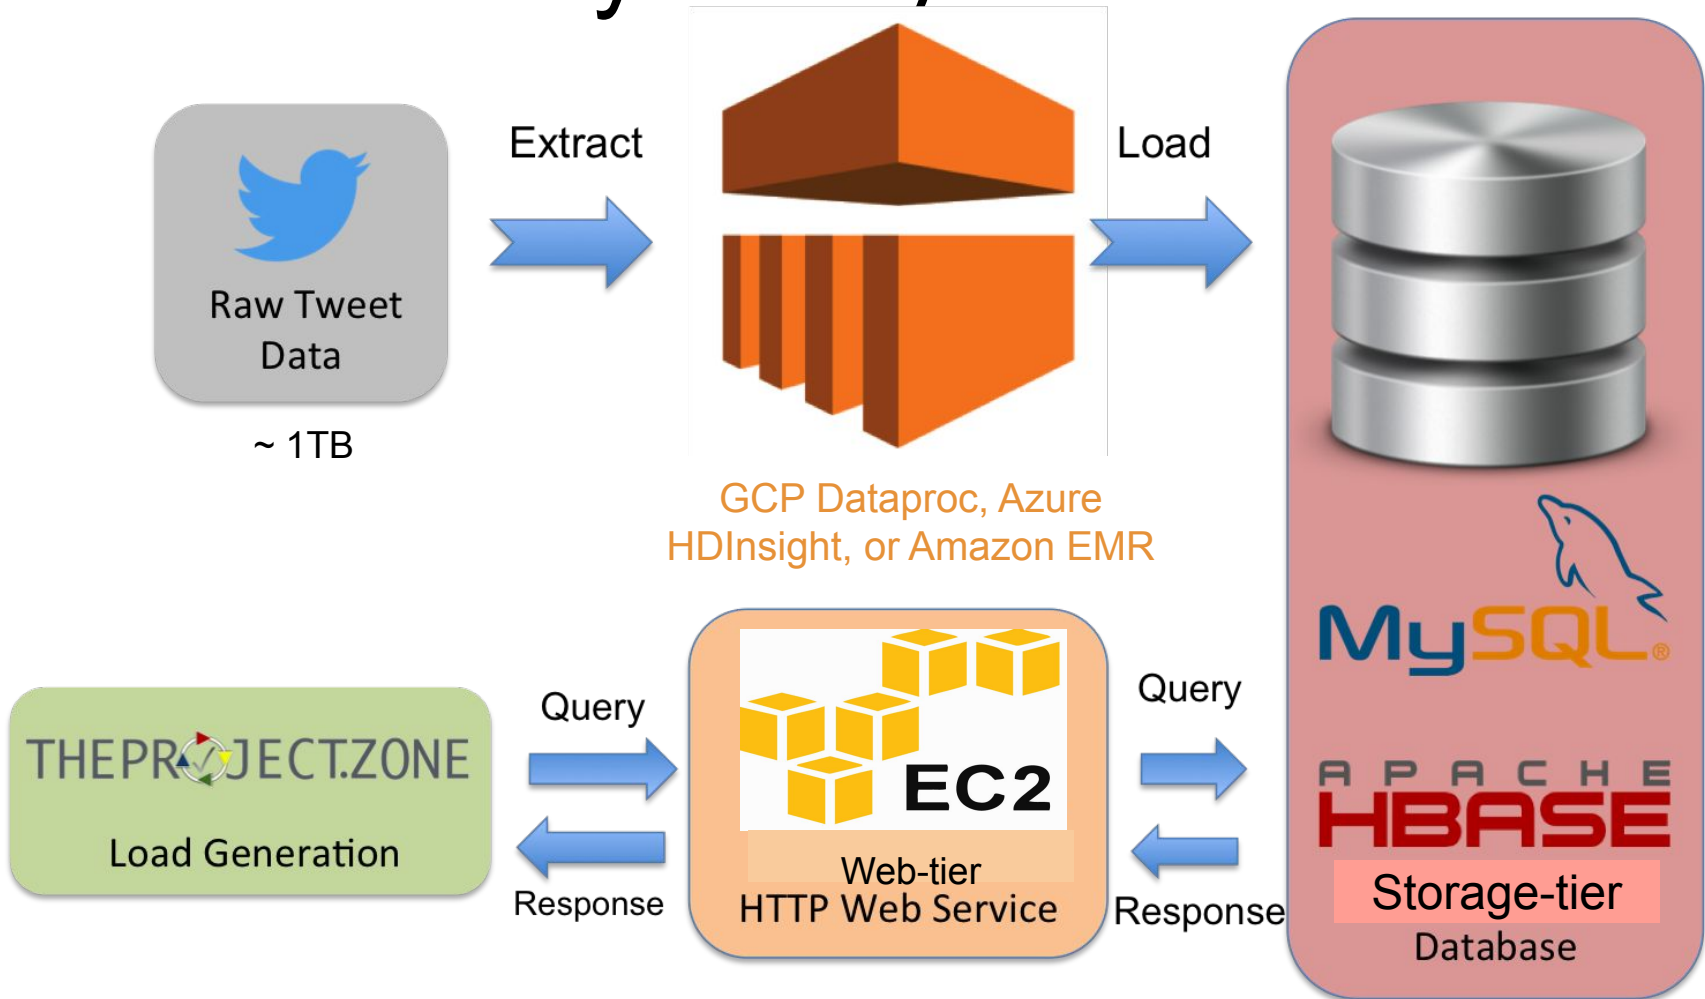 Extract
Load
Raw Tweet
Data
~ 1TB
GCP Dataproc, Azure
HDInsight, or Amazon EMR
MySQL®
APACHE
HBASE
Storage-tier
Database
THEPROJECT.ZONE
Load Generation
Query
Response
EC2
Web-tier
HTTP Web Service
Query
Response